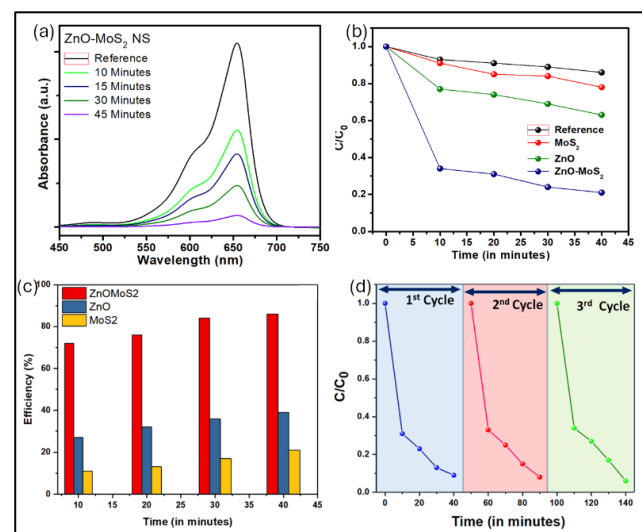 (a)
ZnO-MoS₂ NS
Reference
10 Minutes
15 Minutes
30 Minutes
45 Minutes
Absorbance (a.u.)
450 500 550 600 650 700 750
Wavelength (nm)
(b)
1.0
0.8
0.6
0.4
0.2
0.0
C/C₀
Reference
MoS₂
ZnO
ZnO-MoS₂
0 5 10 15 20 25 30 35 40 45
Time (in minutes)
(c)
ZnOMoS2
ZnO
MoS2
80
60
40
20
0
Efficiency (%)
10 15 20 25 30 35 40 45
Time (in minutes)
(d)
1st Cycle
2nd Cycle
3rd Cycle
1.0
0.8
0.6
0.4
0.2
0.0
C/C₀
0 20 40 60 80 100 120 140
Time (in minutes)